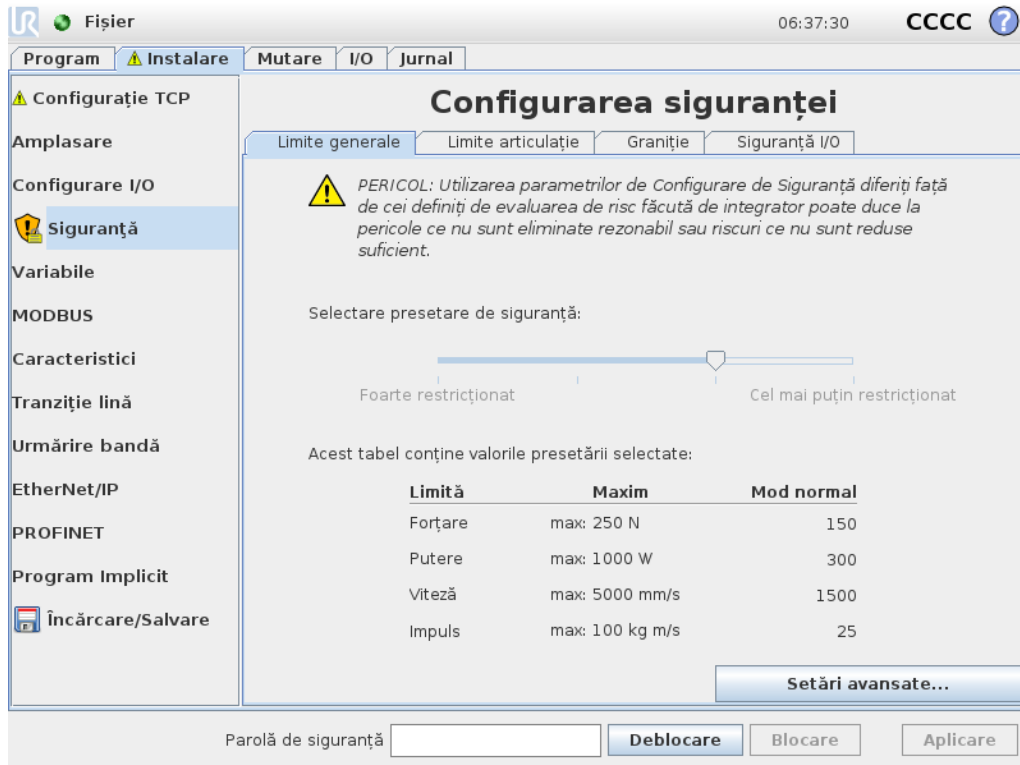 UR Fișier 06:37:30 CCCC ?
Program Instalare Mutare I/O Jurnal
Configurație TCP
Amplasare
Configurare I/O
Siguranţă
Variabile
MODBUS
Caracteristici
Tranziție lină
Urmărire bandă
EtherNet/IP
PROFINET
Program Implicit
Încărcare/Salvare
Configurarea siguranței
Limite generale Limite articulație Graniție Siguranță I/O
PERICOL: Utilizarea parametrilor de Configurare de Siguranță diferiți față
de cei definiți de evaluarea de risc făcută de integrator poate duce la
pericole ce nu sunt eliminate rezonabil sau riscuri ce nu sunt reduse
suficient.
Selectare presetare de siguranță:
Foarte restricționat Cel mai puțin restricționat
Acest tabel conține valorile presetării selectate:
Limită Maxim Mod normal
Forțare max: 250 N 150
Putere max: 1000 W 300
Viteză max: 5000 mm/s 1500
Impuls max: 100 kg m/s 25
Setări avansate...
Parolă de siguranță Deblocare Blocare Aplicare